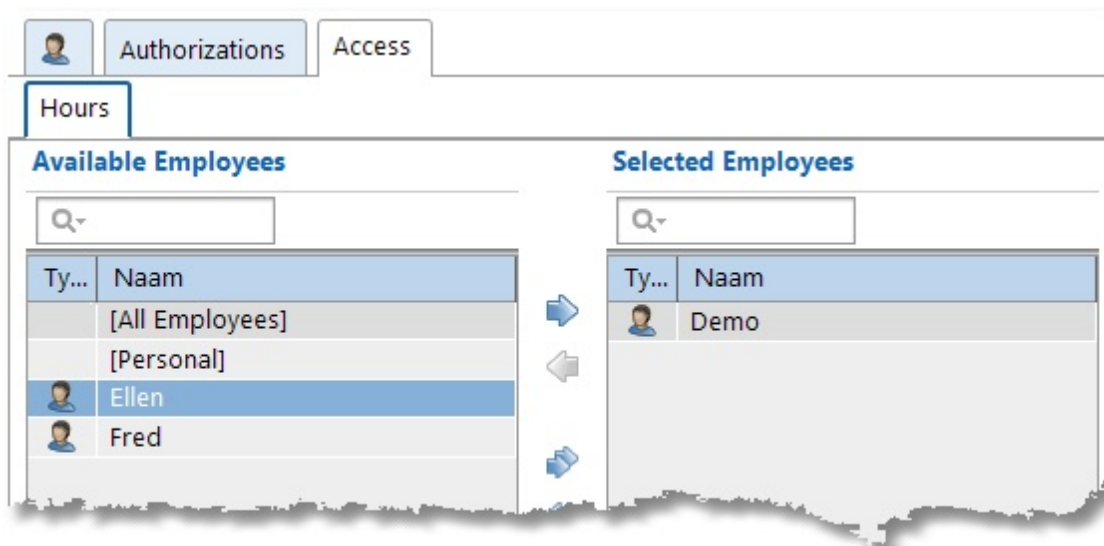 Authorizations Access
Hours
Available Employees Selected Employees
Ty... Naam Ty... Naam
[All Employees] Demo
[Personal]
Ellen
Fred